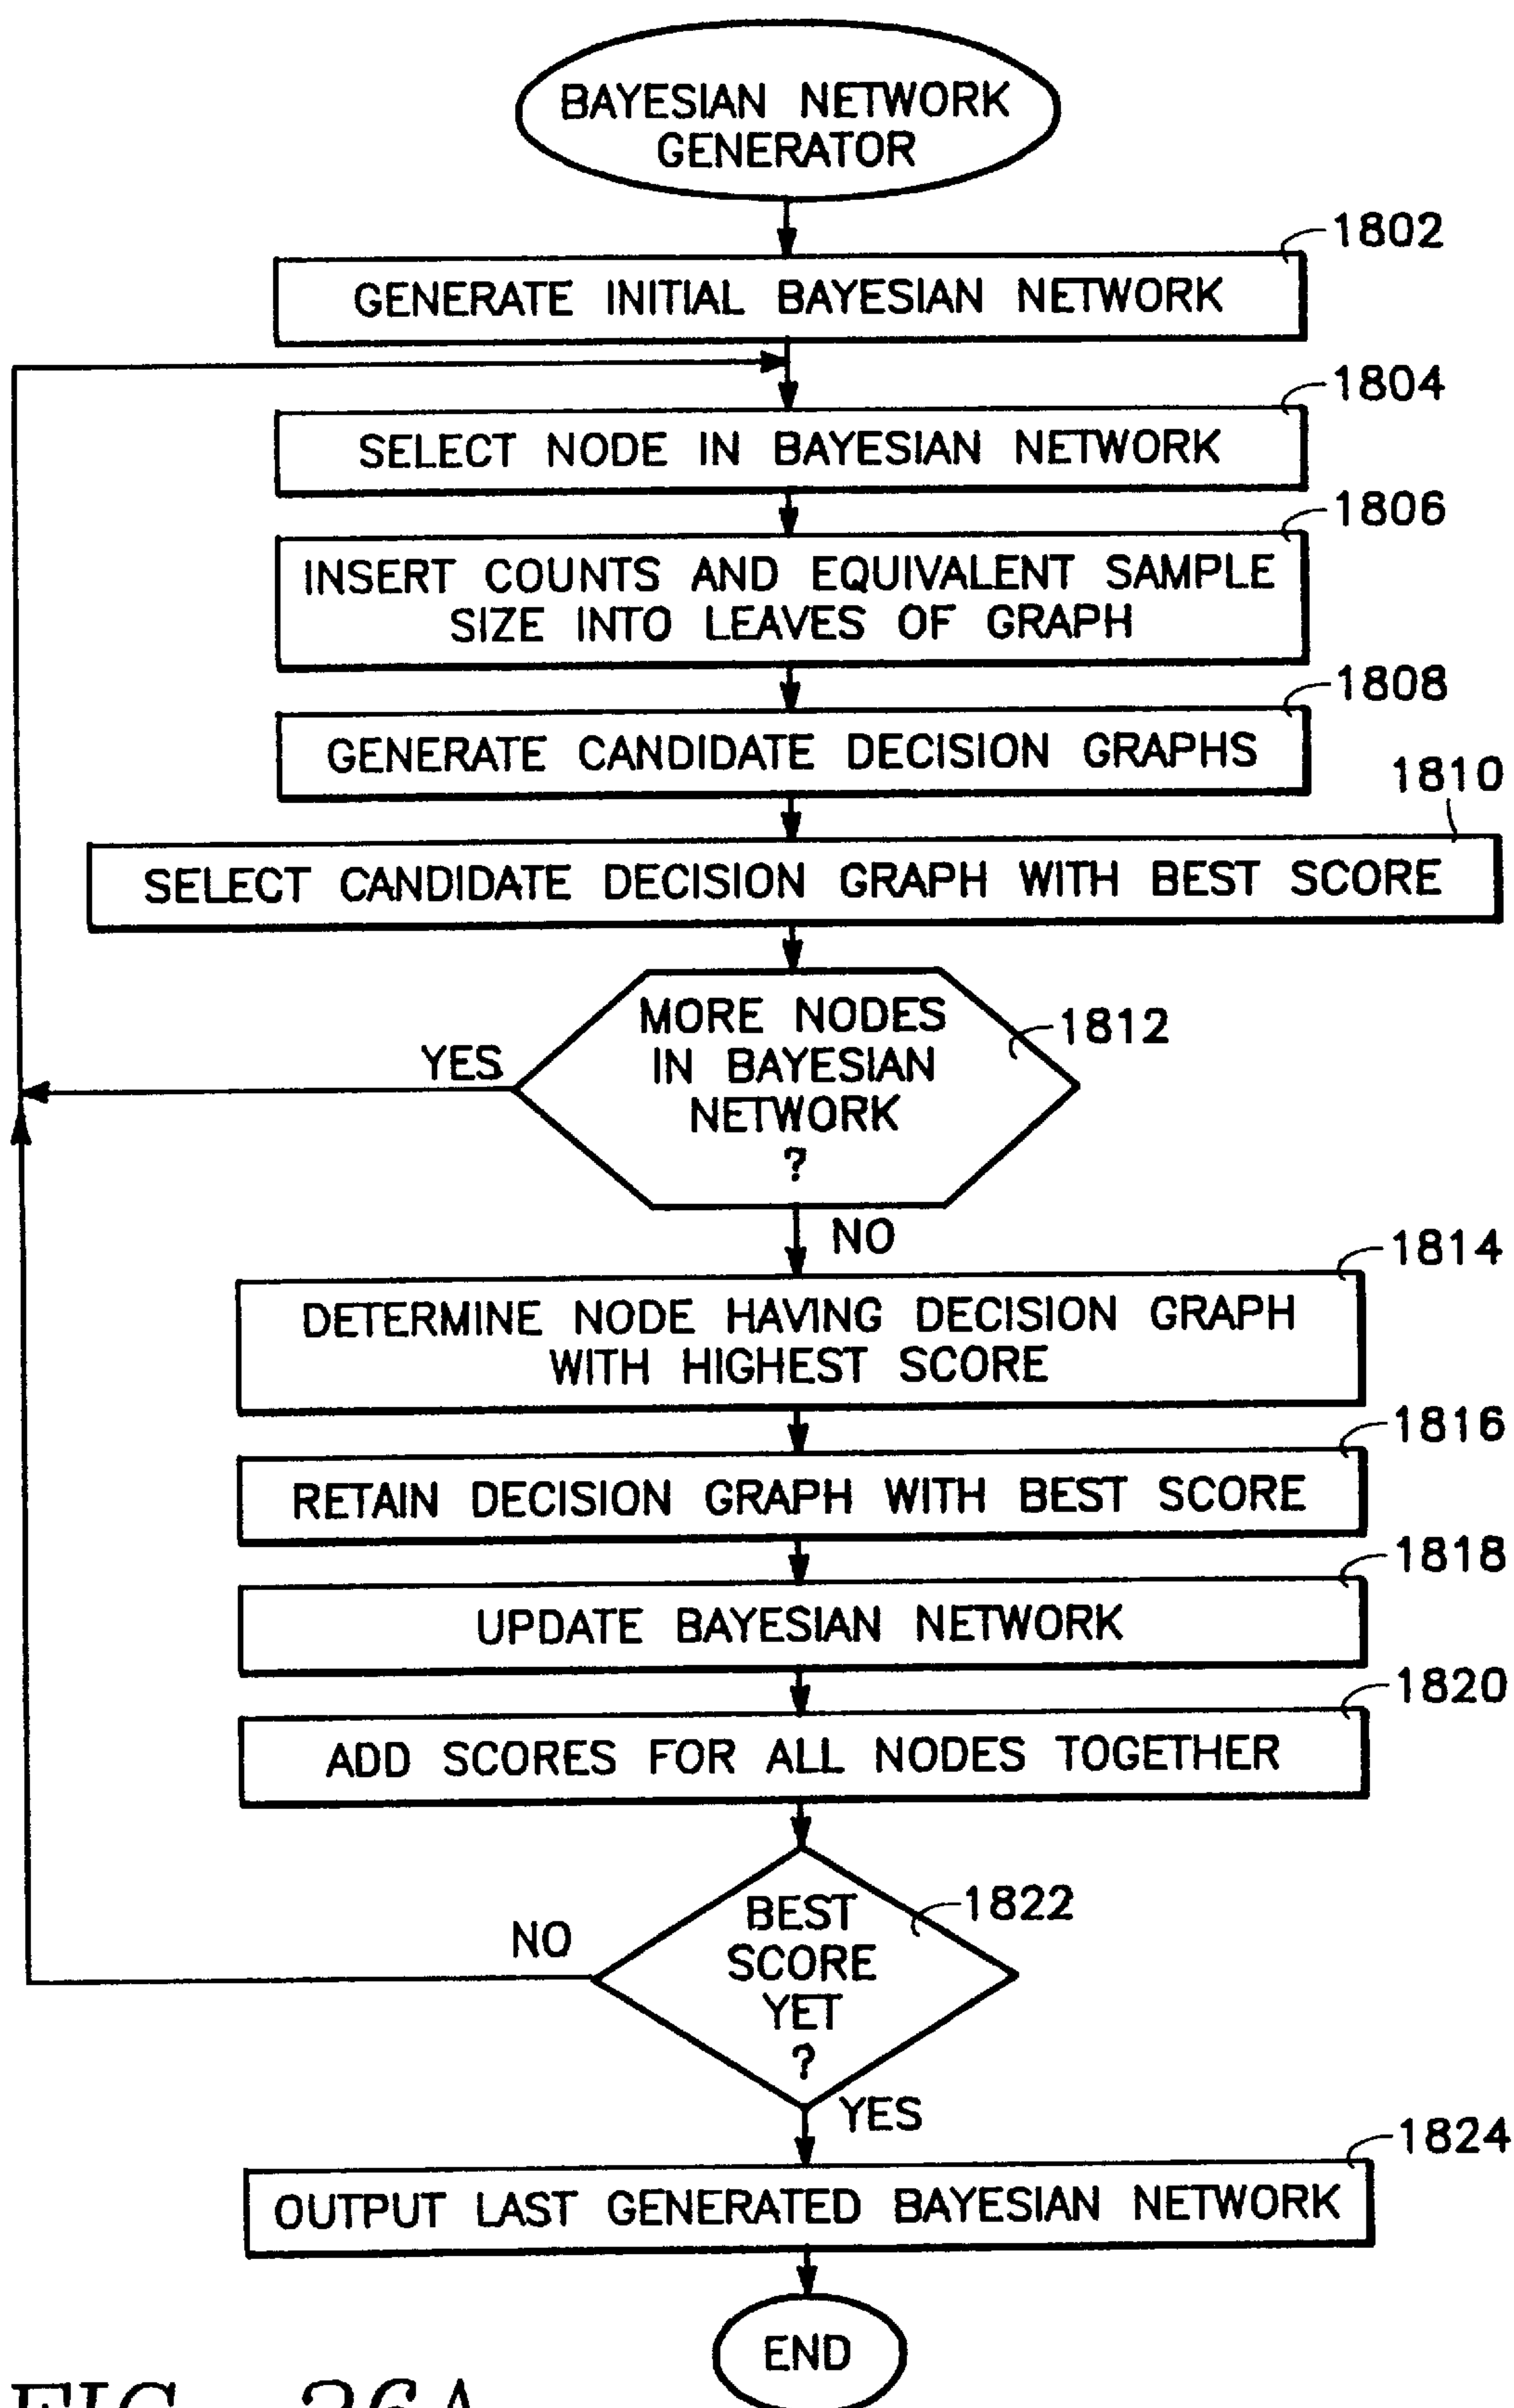 BAYESIAN NETWORK
GENERATOR
1802
GENERATE INITIAL BAYESIAN NETWORK
1804
SELECT NODE IN BAYESIAN NETWORK
1806
INSERT COUNTS AND EQUIVALENT SAMPLE
SIZE INTO LEAVES OF GRAPH
1808
GENERATE CANDIDATE DECISION GRAPHS
1810
SELECT CANDIDATE DECISION GRAPH WITH BEST SCORE
MORE NODES
IN BAYESIAN
NETWORK
?
1812
YES
NO
1814
DETERMINE NODE HAVING DECISION GRAPH
WITH HIGHEST SCORE
1816
RETAIN DECISION GRAPH WITH BEST SCORE
1818
UPDATE BAYESIAN NETWORK
1820
ADD SCORES FOR ALL NODES TOGETHER
BEST
SCORE
YET
?
1822
NO
YES
1824
OUTPUT LAST GENERATED BAYESIAN NETWORK
END
FIG. 26A